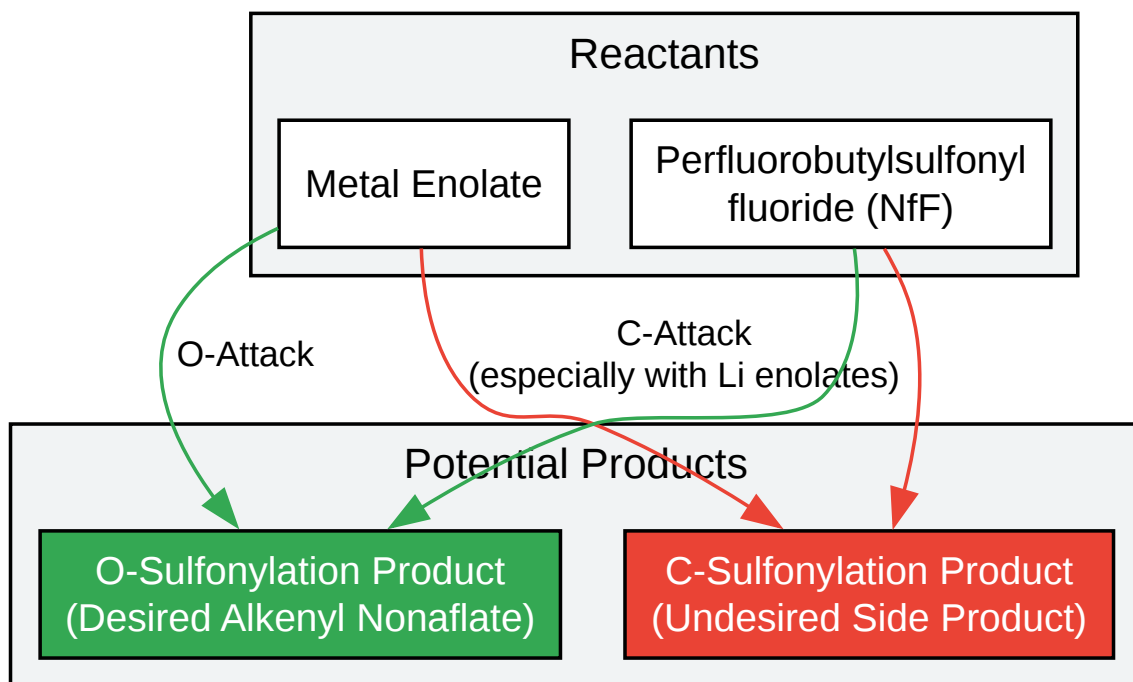 Reactants
Metal Enolate
Perfluorobutylsulfonyl
fluoride (NfF)
O-Attack
C-Attack
(especially with Li enolates)
Potential Products
O-Sulfonylation Product
(Desired Alkenyl Nonaflate)
C-Sulfonylation Product
(Undesired Side Product)